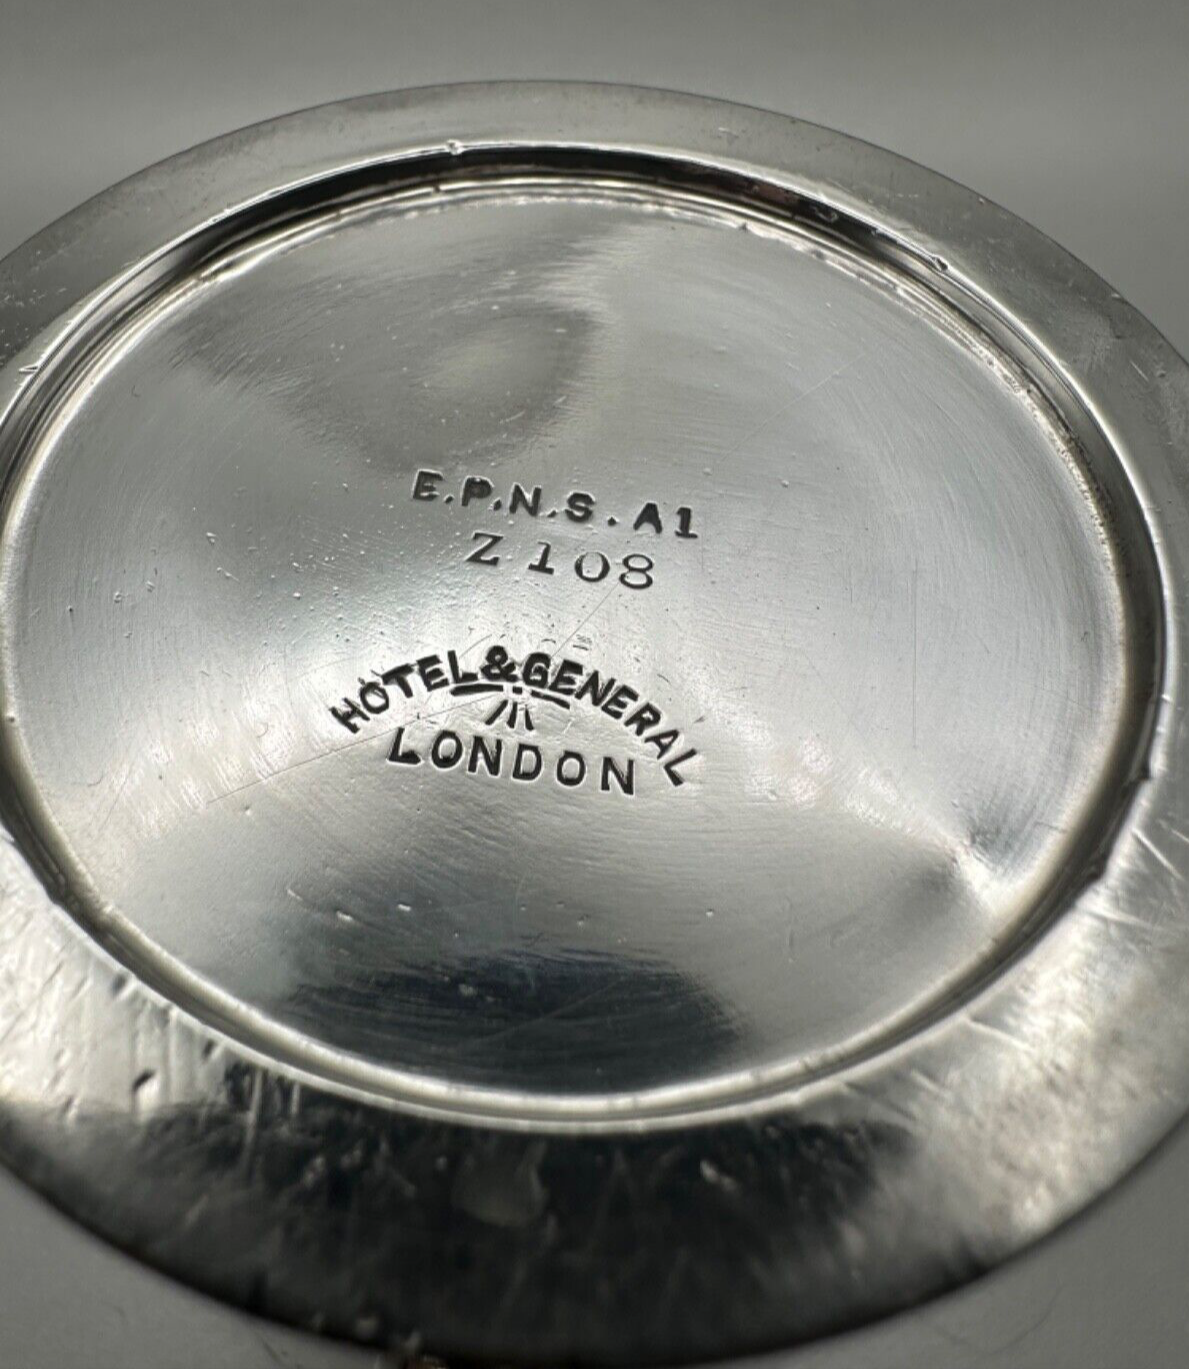 E.P.N.S. A1
Z 108
HOTEL & GENERAL
LONDON